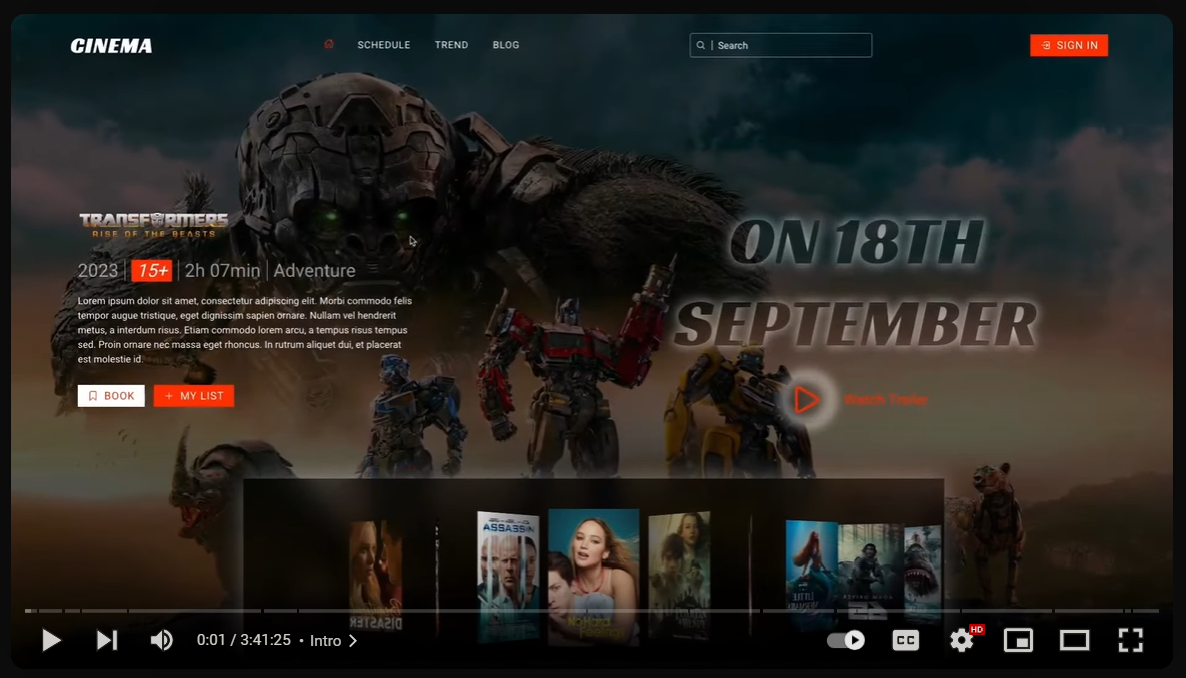 CINEMA
SCHEDULE TREND BLOG
Search
SIGN IN
TRANSFORMERS
RISE OF THE BEASTS
2023 | 15+ | 2h 07min | Adventure
Lorem ipsum dolor sit amet, consectetur adipiscing elit. Morbi commodo felis
tempor augue tristique, eget dignissim sapien ornare. Nullam vel hendrerit
metus, a interdum risus. Etiam commodo lorem arcu, a tempus risus tempus
sed. Proin ornare nec massa eget rhoncus. In rutrum aliquet dui, et placerat
est molestie id.
BOOK
+ MY LIST
ON 18TH
SEPTEMBER
Watch Trailer
DISASTER
ASSASSIN
No Hard
Feelings
LITTLE
MERMAID
0:01 / 3:41:25 • Intro
CC
HD